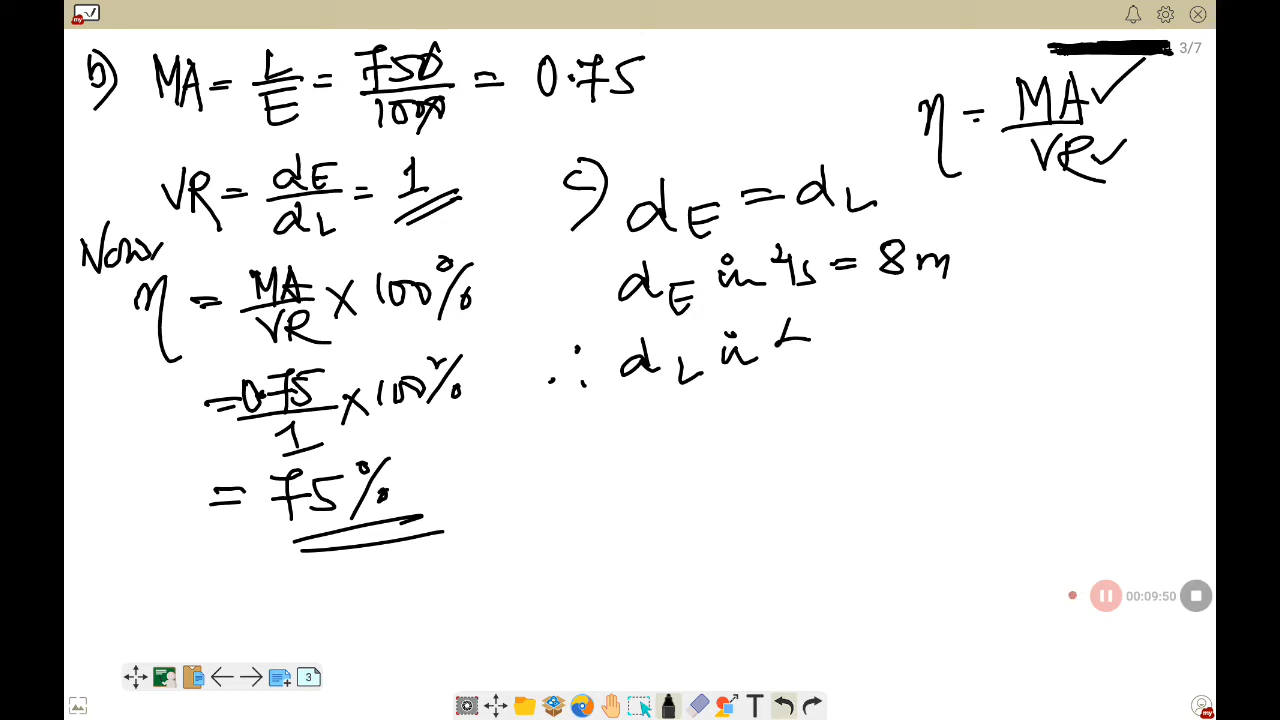 3/7
b) MA = L/E = 750/1000 = 0.75
η = MA/VR
VR = dE/dL = 1
Now
η = MA/VR × 100%
= 0.75/1 × 100%
= 75%
c) dE = dL
dE in 4s = 8m
∴ dL in
00:09:50
3
T